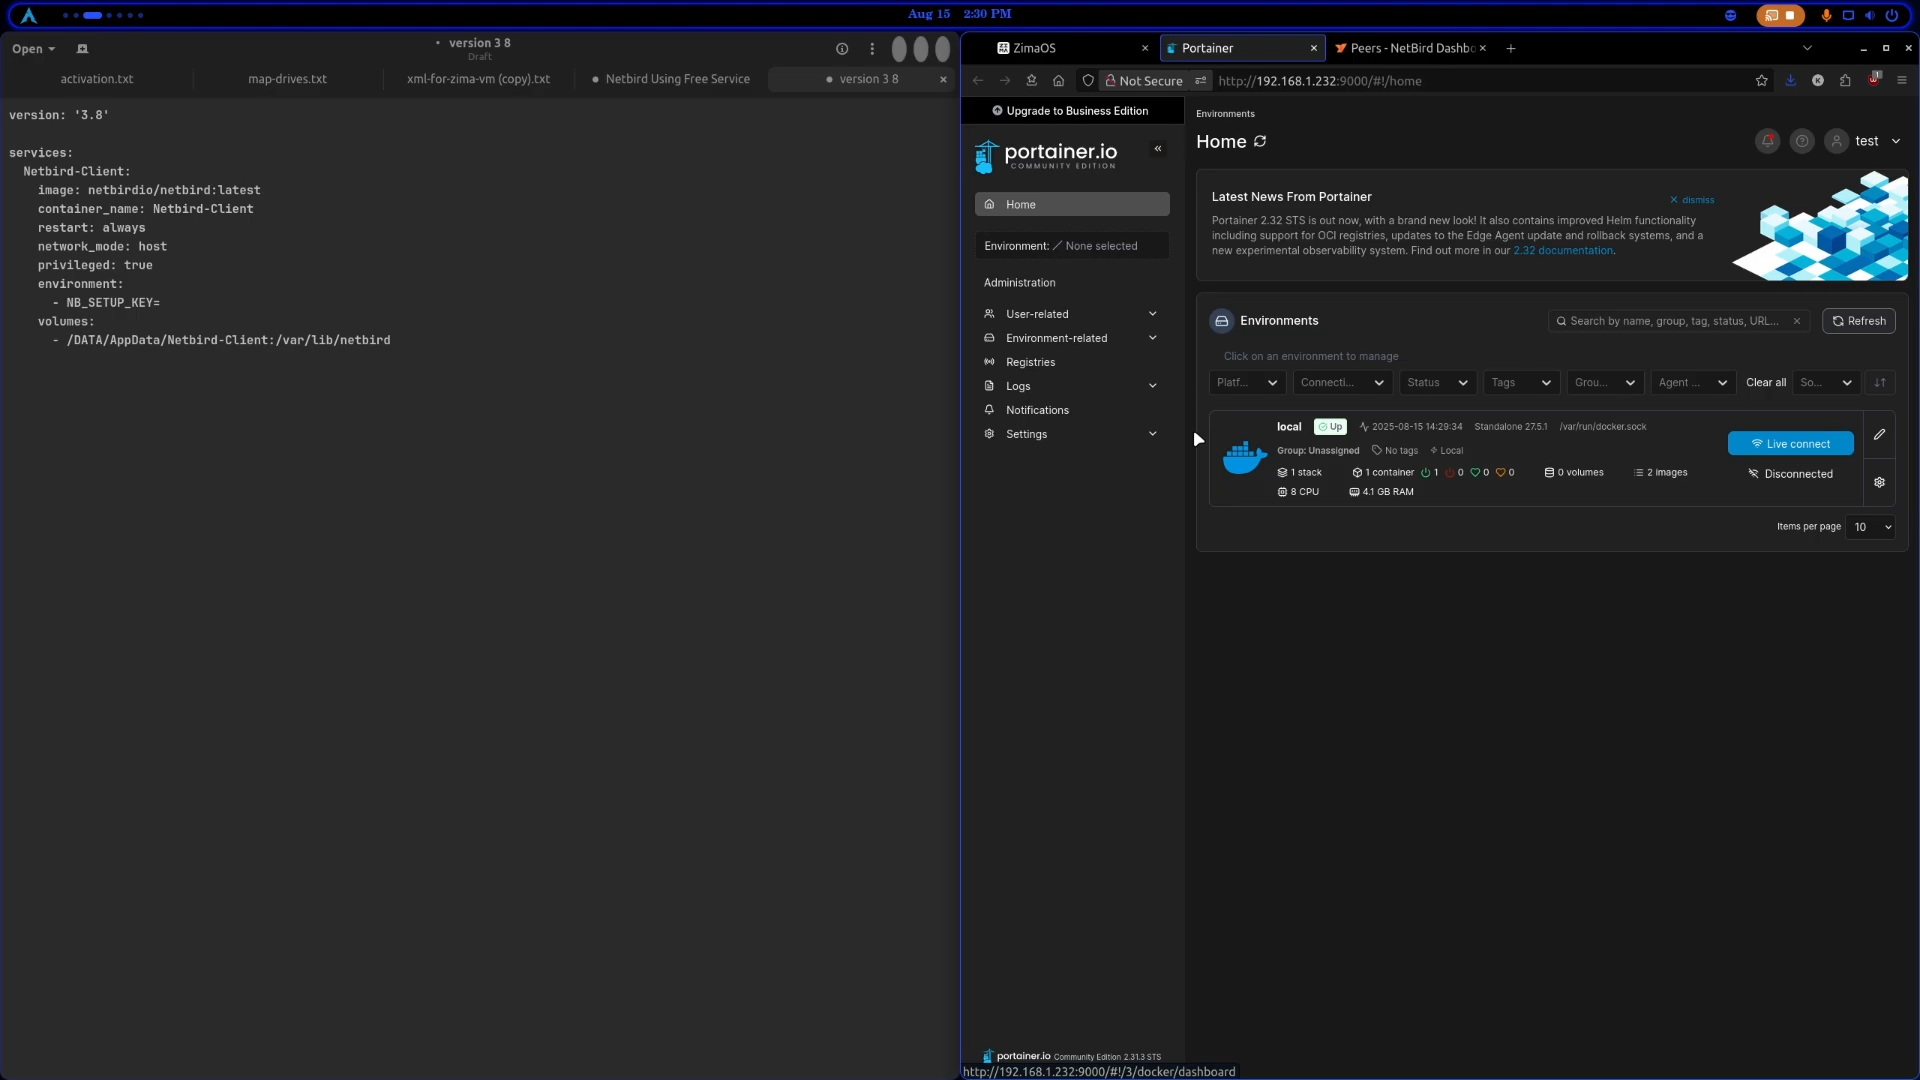 Aug 15 2:30 PM
Open
version 3 8
Draft
activation.txt
map-drives.txt
xml-for-zima-vm (copy).txt
Netbird Using Free Service
version 3 8
version: '3.8'
services:
Netbird-Client:
image: netbirdio/netbird:latest
container_name: Netbird-Client
restart: always
network_mode: host
privileged: true
environment:
- NB_SETUP_KEY=
volumes:
- /DATA/AppData/Netbird-Client:/var/lib/netbird
ZimaOS
Portainer
Peers - NetBird Dashbo
Not Secure
http://192.168.1.232:9000/#!/home
1
Upgrade to Business Edition
portainer.io
COMMUNITY EDITION
Home
Environment: None selected
Administration
User-related
Environment-related
Registries
Logs
Notifications
Settings
Environments
Home
test
Latest News From Portainer
dismiss
Portainer 2.32 STS is out now, with a brand new look! It also contains improved Helm functionality
including support for OCI registries, updates to the Edge Agent update and rollback systems, and a
new experimental observability system. Find out more in our 2.32 documentation.
Environments
Search by name, group, tag, status, URL...
Refresh
Click on an environment to manage
Platf...
Connecti...
Status
Tags
Grou...
Agent ...
Clear all
So...
local Up 2025-08-15 14:29:34 Standalone 27.5.1 /var/run/docker.sock
Group: Unassigned No tags Local
1 stack 1 container 1 0 0 0 0 volumes 2 images
8 CPU 4.1 GB RAM
Live connect
Disconnected
Items per page 10
portainer.io Community Edition 2.31.3 STS
http://192.168.1.232:9000/#!/3/docker/dashboard